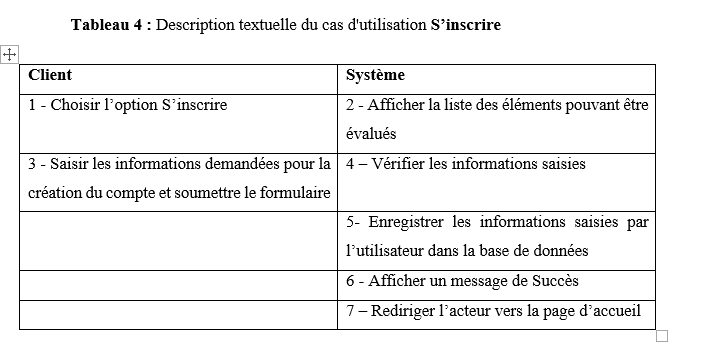 Tableau 4 : Description textuelle du cas d'utilisation S’inscrire
Client
Système
1 - Choisir l’option S’inscrire
2 - Afficher la liste des éléments pouvant être
évalués
3 - Saisir les informations demandées pour la
création du compte et soumettre le formulaire
4 – Vérifier les informations saisies
5- Enregistrer les informations saisies par
l’utilisateur dans la base de données
6 - Afficher un message de Succès
7 – Rediriger l’acteur vers la page d’accueil